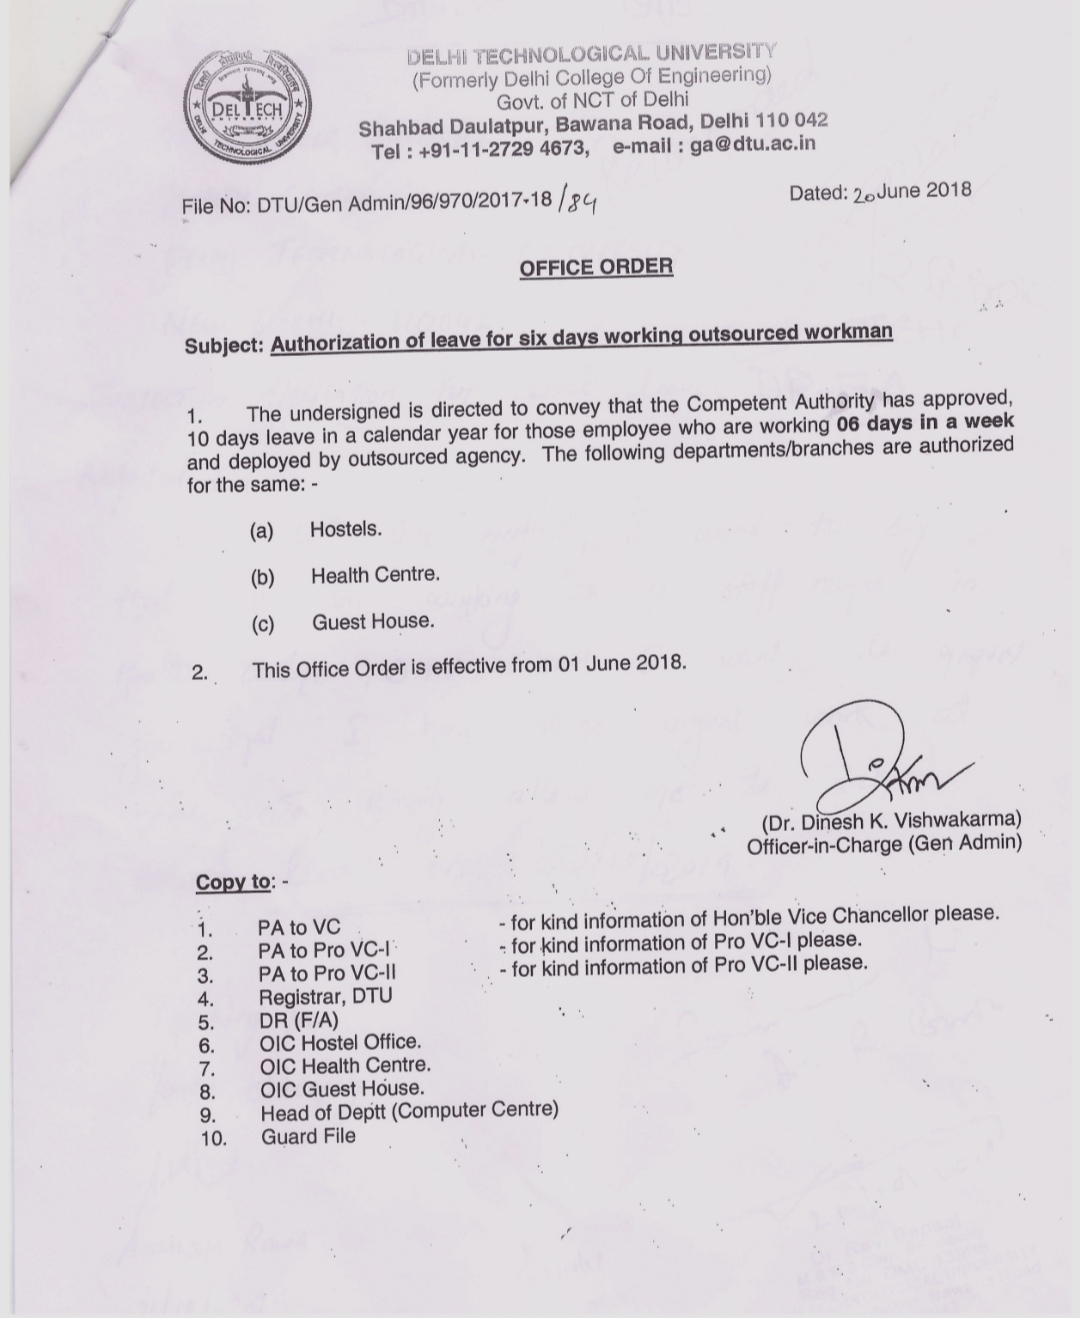 DELTECH
UNIVERSITY
DELHI TECHNOLOGICAL UNIVERSITY
DELHI TECHNOLOGICAL UNIVERSITY
(Formerly Delhi College Of Engineering)
Govt. of NCT of Delhi
Shahbad Daulatpur, Bawana Road, Delhi 110 042
Tel : +91-11-2729 4673, e-mail : ga@dtu.ac.in
File No: DTU/Gen Admin/96/970/2017-18/84
Dated: 20 June 2018
OFFICE ORDER
Subject: Authorization of leave for six days working outsourced workman
1. The undersigned is directed to convey that the Competent Authority has approved,
10 days leave in a calendar year for those employee who are working 06 days in a week
and deployed by outsourced agency. The following departments/branches are authorized
for the same: -
(a) Hostels.
(b) Health Centre.
(c) Guest House.
2. This Office Order is effective from 01 June 2018.
(Dr. Dinesh K. Vishwakarma)
Officer-in-Charge (Gen Admin)
Copy to: -
1. PA to VC - for kind information of Hon'ble Vice Chancellor please.
2. PA to Pro VC-I - for kind information of Pro VC-I please.
3. PA to Pro VC-II - for kind information of Pro VC-II please.
4. Registrar, DTU
5. DR (F/A)
6. OIC Hostel Office.
7. OIC Health Centre.
8. OIC Guest House.
9. Head of Deptt (Computer Centre)
10. Guard File